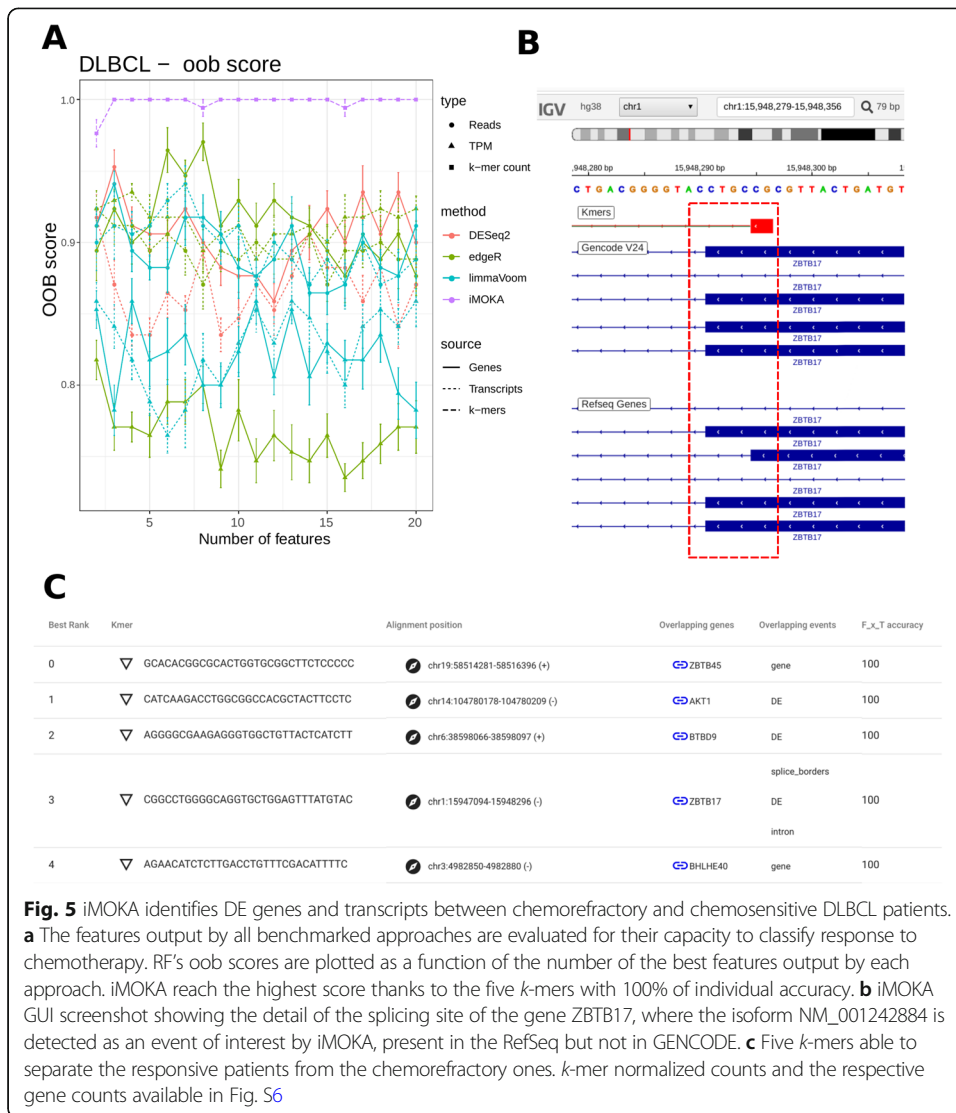 A
DLBCL − oob score
OOB score
1.0
0.9
0.8
5
10
15
20
Number of features
type
Reads
TPM
k−mer count
method
DESeq2
edgeR
limmaVoom
iMOKA
source
Genes
Transcripts
k−mers
B
IGV hg38 chr1 chr1:15,948,279-15,948,356 79 bp
,948,280 bp 15,948,290 bp 15,948,300 bp 1:
C T G A C G G G G T A C C T G C C G C G T T A C T G A T G T
Kmers
Gencode V24
ZBTB17
ZBTB17
ZBTB17
ZBTB17
ZBTB17
Refseq Genes
ZBTB17
ZBTB17
ZBTB17
ZBTB17
ZBTB17
ZBTB17
C
Best Rank Kmer Alignment position Overlapping genes Overlapping events F_x_T accuracy
0 GCACACGGCGCACTGGTGCGGCTTCTCCCCC chr19:58514281-58516396 (+) ZBTB45 gene 100
1 CATCAAGACCTGGCGGCCACGCTACTTCCTC chr14:104780178-104780209 (-) AKT1 DE 100
2 AGGGGCGAAGAGGGTGGCTGTTACTCATCTT chr6:38598066-38598097 (+) BTBD9 DE 100
splice_borders
3 CGGCCTGGGGCAGGTGCTGGAGTTTATGTAC chr1:15947094-15948296 (-) ZBTB17 DE 100
intron
4 AGAACATCTCTTGACCTGTTTCGACATTTTC chr3:4982850-4982880 (-) BHLHE40 gene 100
Fig. 5 iMOKA identifies DE genes and transcripts between chemorefractory and chemosensitive DLBCL patients.
a The features output by all benchmarked approaches are evaluated for their capacity to classify response to
chemotherapy. RF's oob scores are plotted as a function of the number of the best features output by each
approach. iMOKA reach the highest score thanks to the five k-mers with 100% of individual accuracy. b iMOKA
GUI screenshot showing the detail of the splicing site of the gene ZBTB17, where the isoform NM_001242884 is
detected as an event of interest by iMOKA, present in the RefSeq but not in GENCODE. c Five k-mers able to
separate the responsive patients from the chemorefractory ones. k-mer normalized counts and the respective
gene counts available in Fig. S6